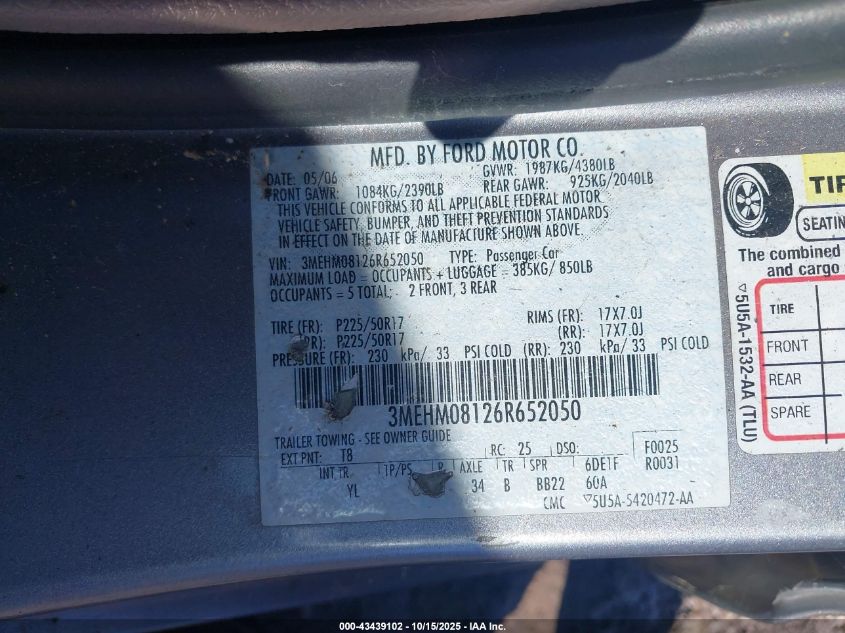 MFD. BY FORD MOTOR CO
DATE: 05/06 GVWR: 1987KG/4380LB
FRONT GAWR: 1084KG/2390LB REAR GAWR: 925KG/2040LB
THIS VEHICLE CONFORMS TO ALL APPLICABLE FEDERAL MOTOR
VEHICLE SAFETY, BUMPER, AND THEFT PREVENTION STANDARDS
IN EFFECT ON THE DATE OF MANUFACTURE SHOWN ABOVE.
VIN: 3MEHM08126R652050 TYPE: Passenger Car
MAXIMUM LOAD = OCCUPANTS + LUGGAGE = 385KG/ 850LB
OCCUPANTS = 5 TOTAL; 2 FRONT, 3 REAR
TIRE (FR): P225/50R17 RIMS (FR): 17X7.0J
P225/50R17 (RR): 17X7.0J
PRESSURE (FR): 230 kPa/ 33 PSI COLD (RR): 230 kPa/ 33 PSI COLD
3MEHM08126R652050
TRAILER TOWING - SEE OWNER GUIDE
EXT PNT: T8 RC: 25 DSO: F0025
INT TR TP/PS R AXLE TR SPR 6DE1F R0031
YL 34 B BB22 60A
CMC ▽5U5A-5420472-AA
TIR
SEATIN
The combined
and cargo
TIRE
FRONT
REAR
SPARE
▽5U5A-1532-AA (TLU)
000-43439102 - 10/15/2025 - IAA Inc.